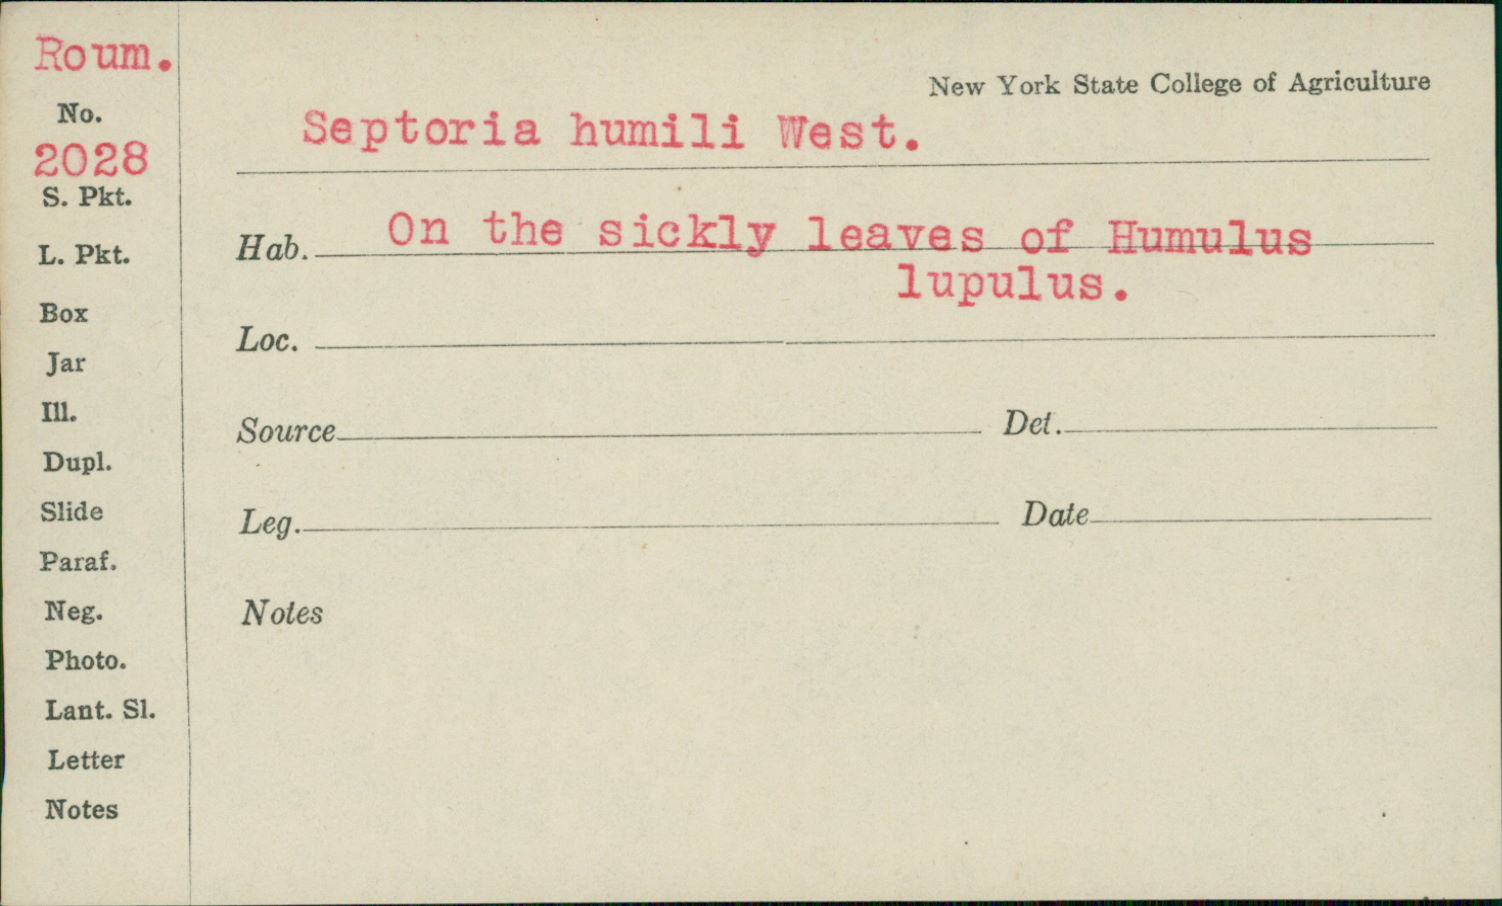 Roum.
No.
2028
S. Pkt.
L. Pkt.
Box
Jar
Ill.
Dupl.
Slide
Paraf.
Neg.
Photo.
Lant. Sl.
Letter
Notes
New York State College of Agriculture
Septoria humili West.
Hab. On the sickly leaves of Humulus
lupulus.
Loc.
Source Det.
Leg. Date
Notes